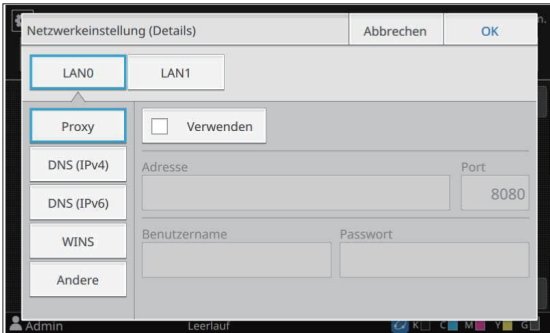 Netzwerkeinstellung (Details)
Abbrechen
OK
LAN0
LAN1
Proxy
Verwenden
DNS (IPv4)
Adresse
Port
8080
DNS (IPv6)
WINS
Benutzername
Passwort
Andere
Admin
Leerlauf
K C M Y G